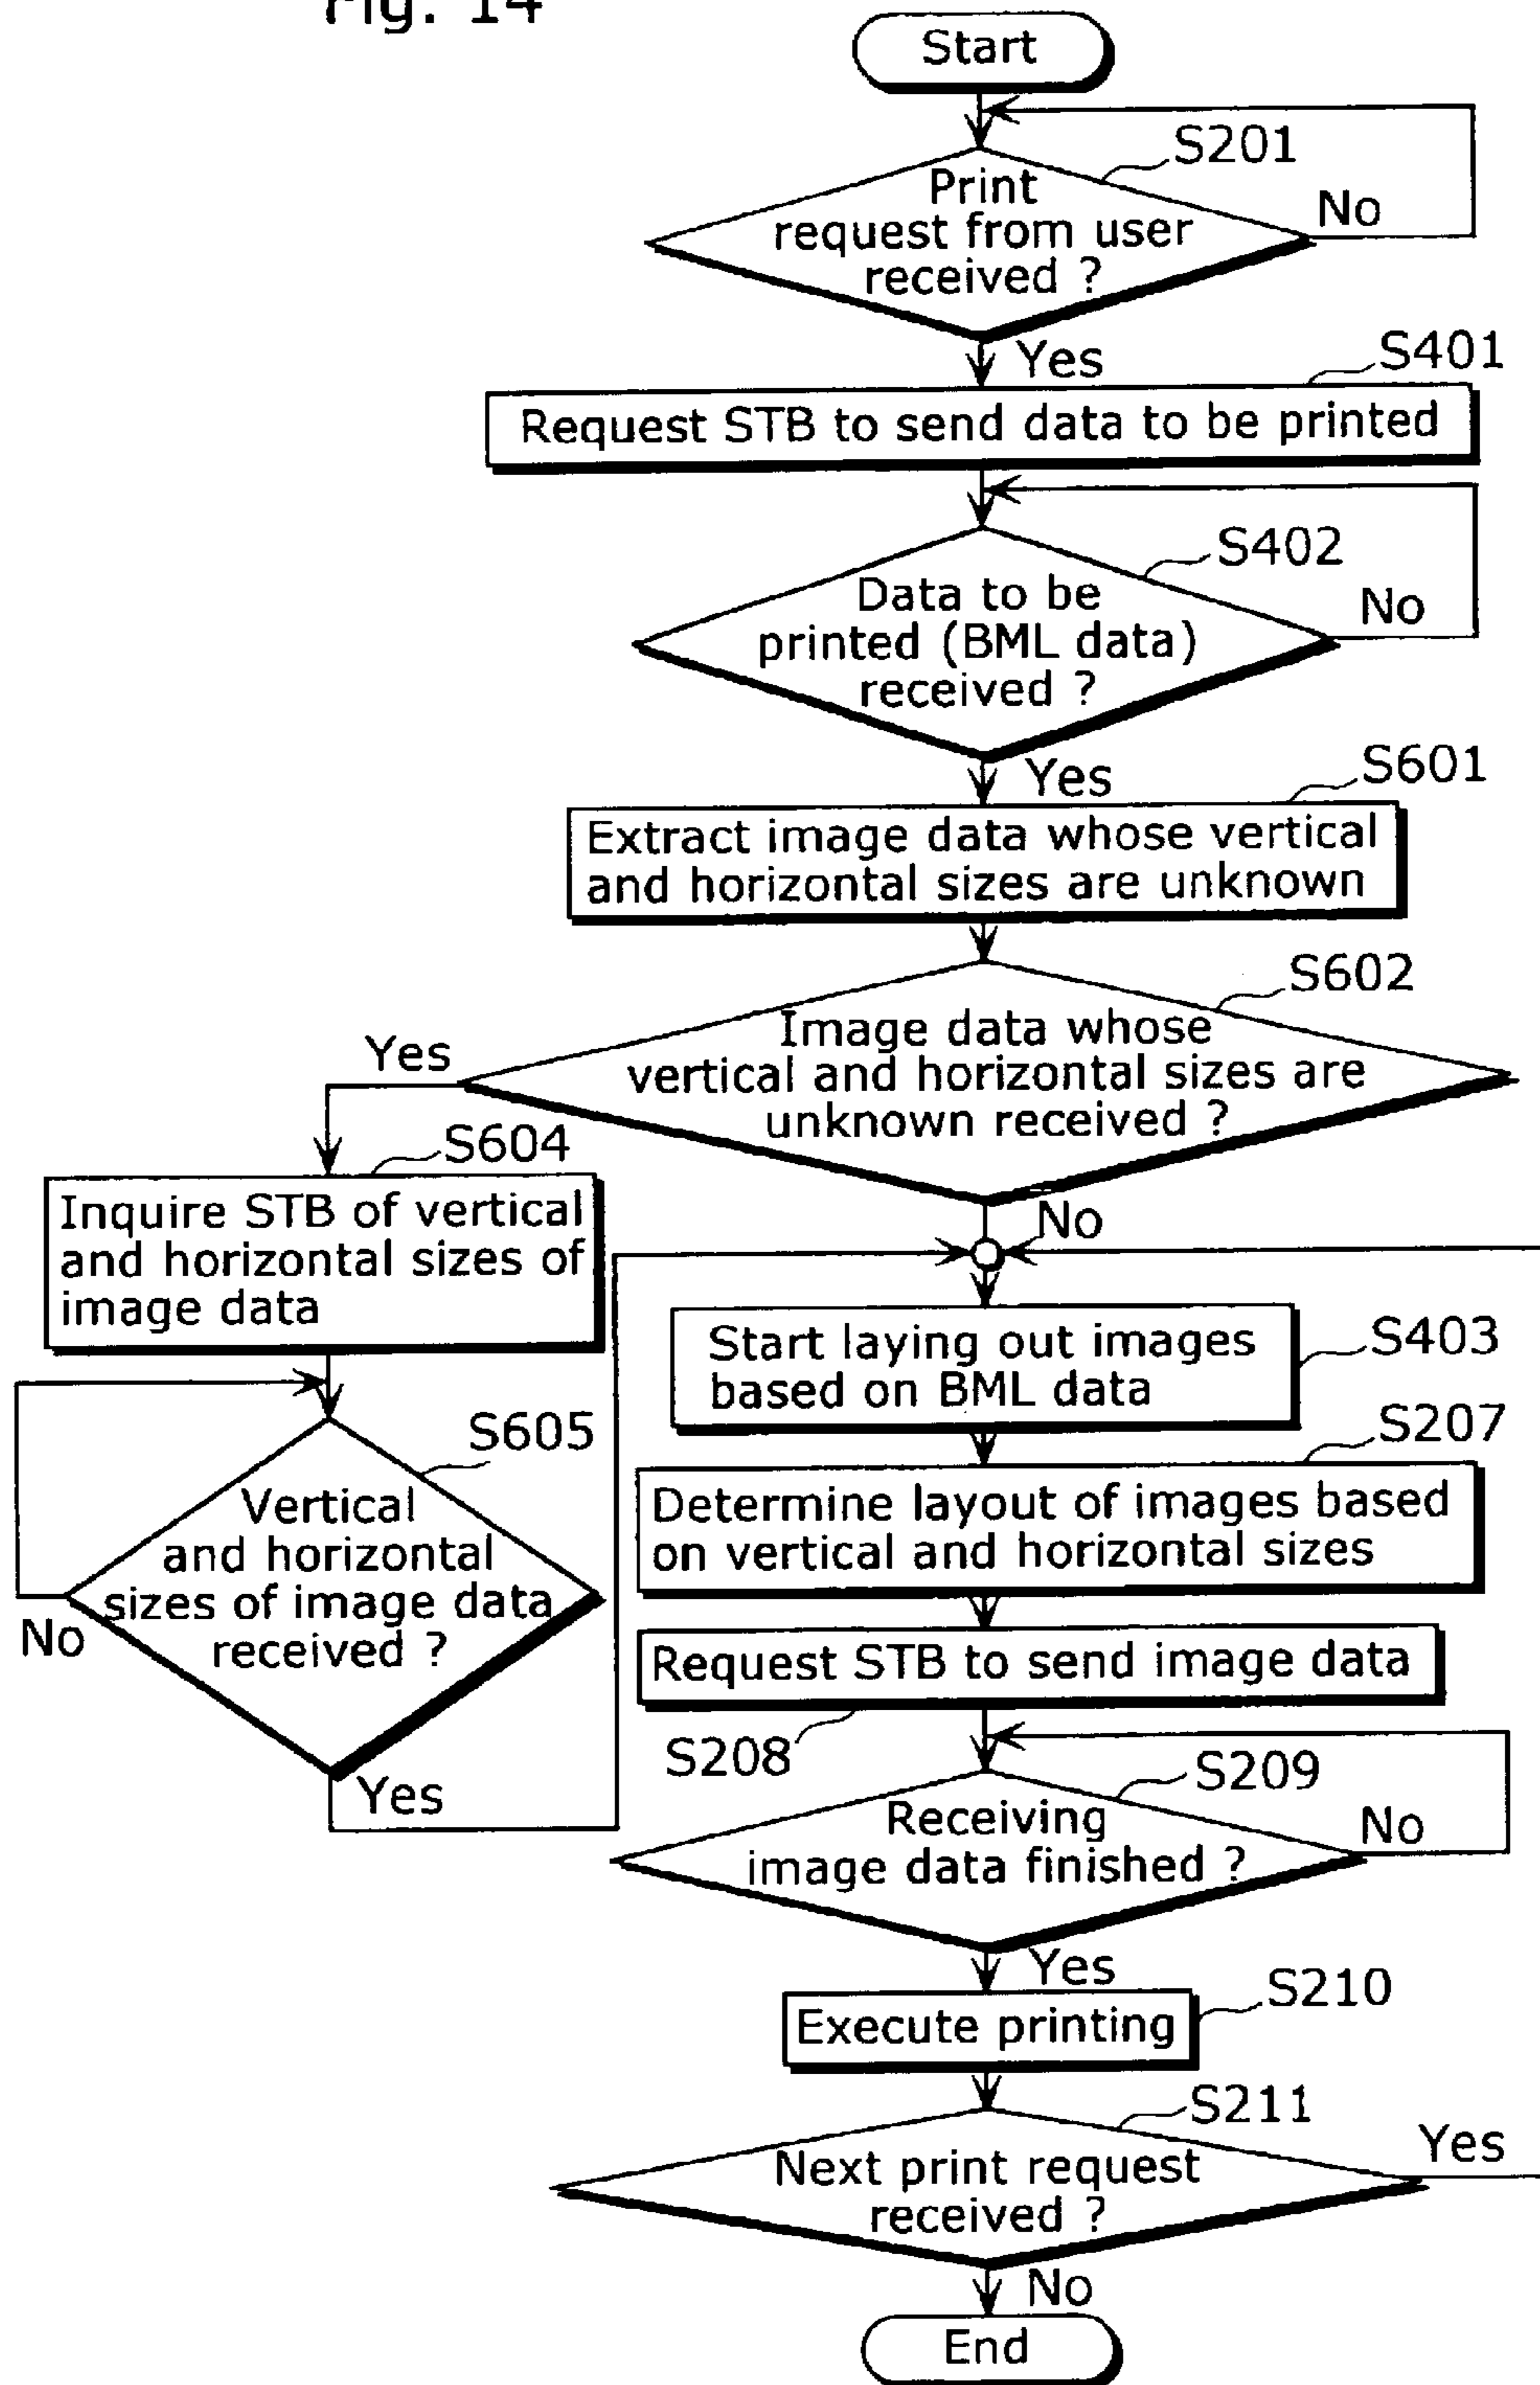 Fig. 14
Start
S201
Print
request from user
received ?
No
Yes
S401
Request STB to send data to be printed
S402
Data to be
printed (BML data)
received ?
No
Yes
S601
Extract image data whose vertical
and horizontal sizes are unknown
S602
Image data whose
vertical and horizontal sizes are
unknown received ?
Yes
No
S604
Inquire STB of vertical
and horizontal sizes of
image data
S605
Vertical
and horizontal
sizes of image data
received ?
No
Yes
S403
Start laying out images
based on BML data
S207
Determine layout of images based
on vertical and horizontal sizes
Request STB to send image data
S208
S209
Receiving
image data finished ?
No
Yes
S210
Execute printing
S211
Next print request
received ?
Yes
No
End